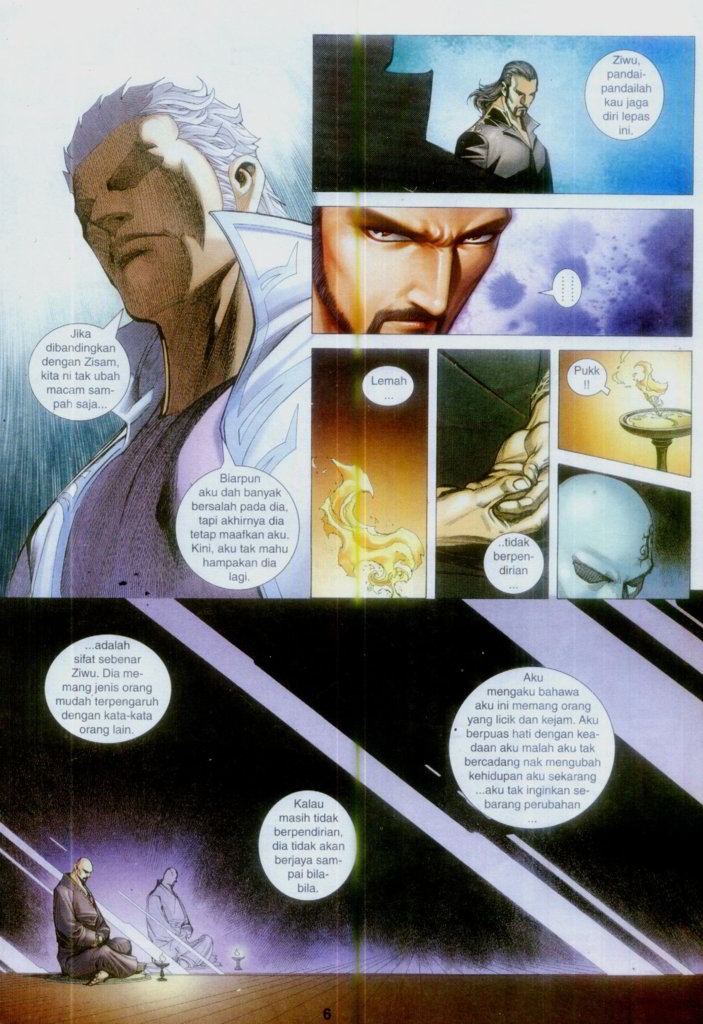 Jika
dibandingkan
dengan Zisam,
kita ni tak ubah
macam sam-
pah saja...
Biarpun
aku dah banyak
bersalah pada dia,
tapi akhirnya dia
tetap maafkan aku.
Kini, aku tak mahu
hampakan dia
lagi.
Ziwu,
pandai-
pandailah
kau jaga
diri lepas
ini.
Lemah
...
..tidak
berpen-
dirian
...
Pukk
!!
...adalah
sifat sebenar
Ziwu. Dia me-
mang jenis orang
mudah terpengaruh
dengan kata-kata
orang lain.
Kalau
masih tidak
berpendirian,
dia tidak akan
berjaya sam-
pai bila-
bila.
Aku
mengaku bahawa
aku ini memang orang
yang licik dan kejam. Aku
berpuas hati dengan kea-
daan aku malah aku tak
bercadang nak mengubah
kehidupan aku sekarang
...aku tak inginkan se-
barang perubahan
...
6